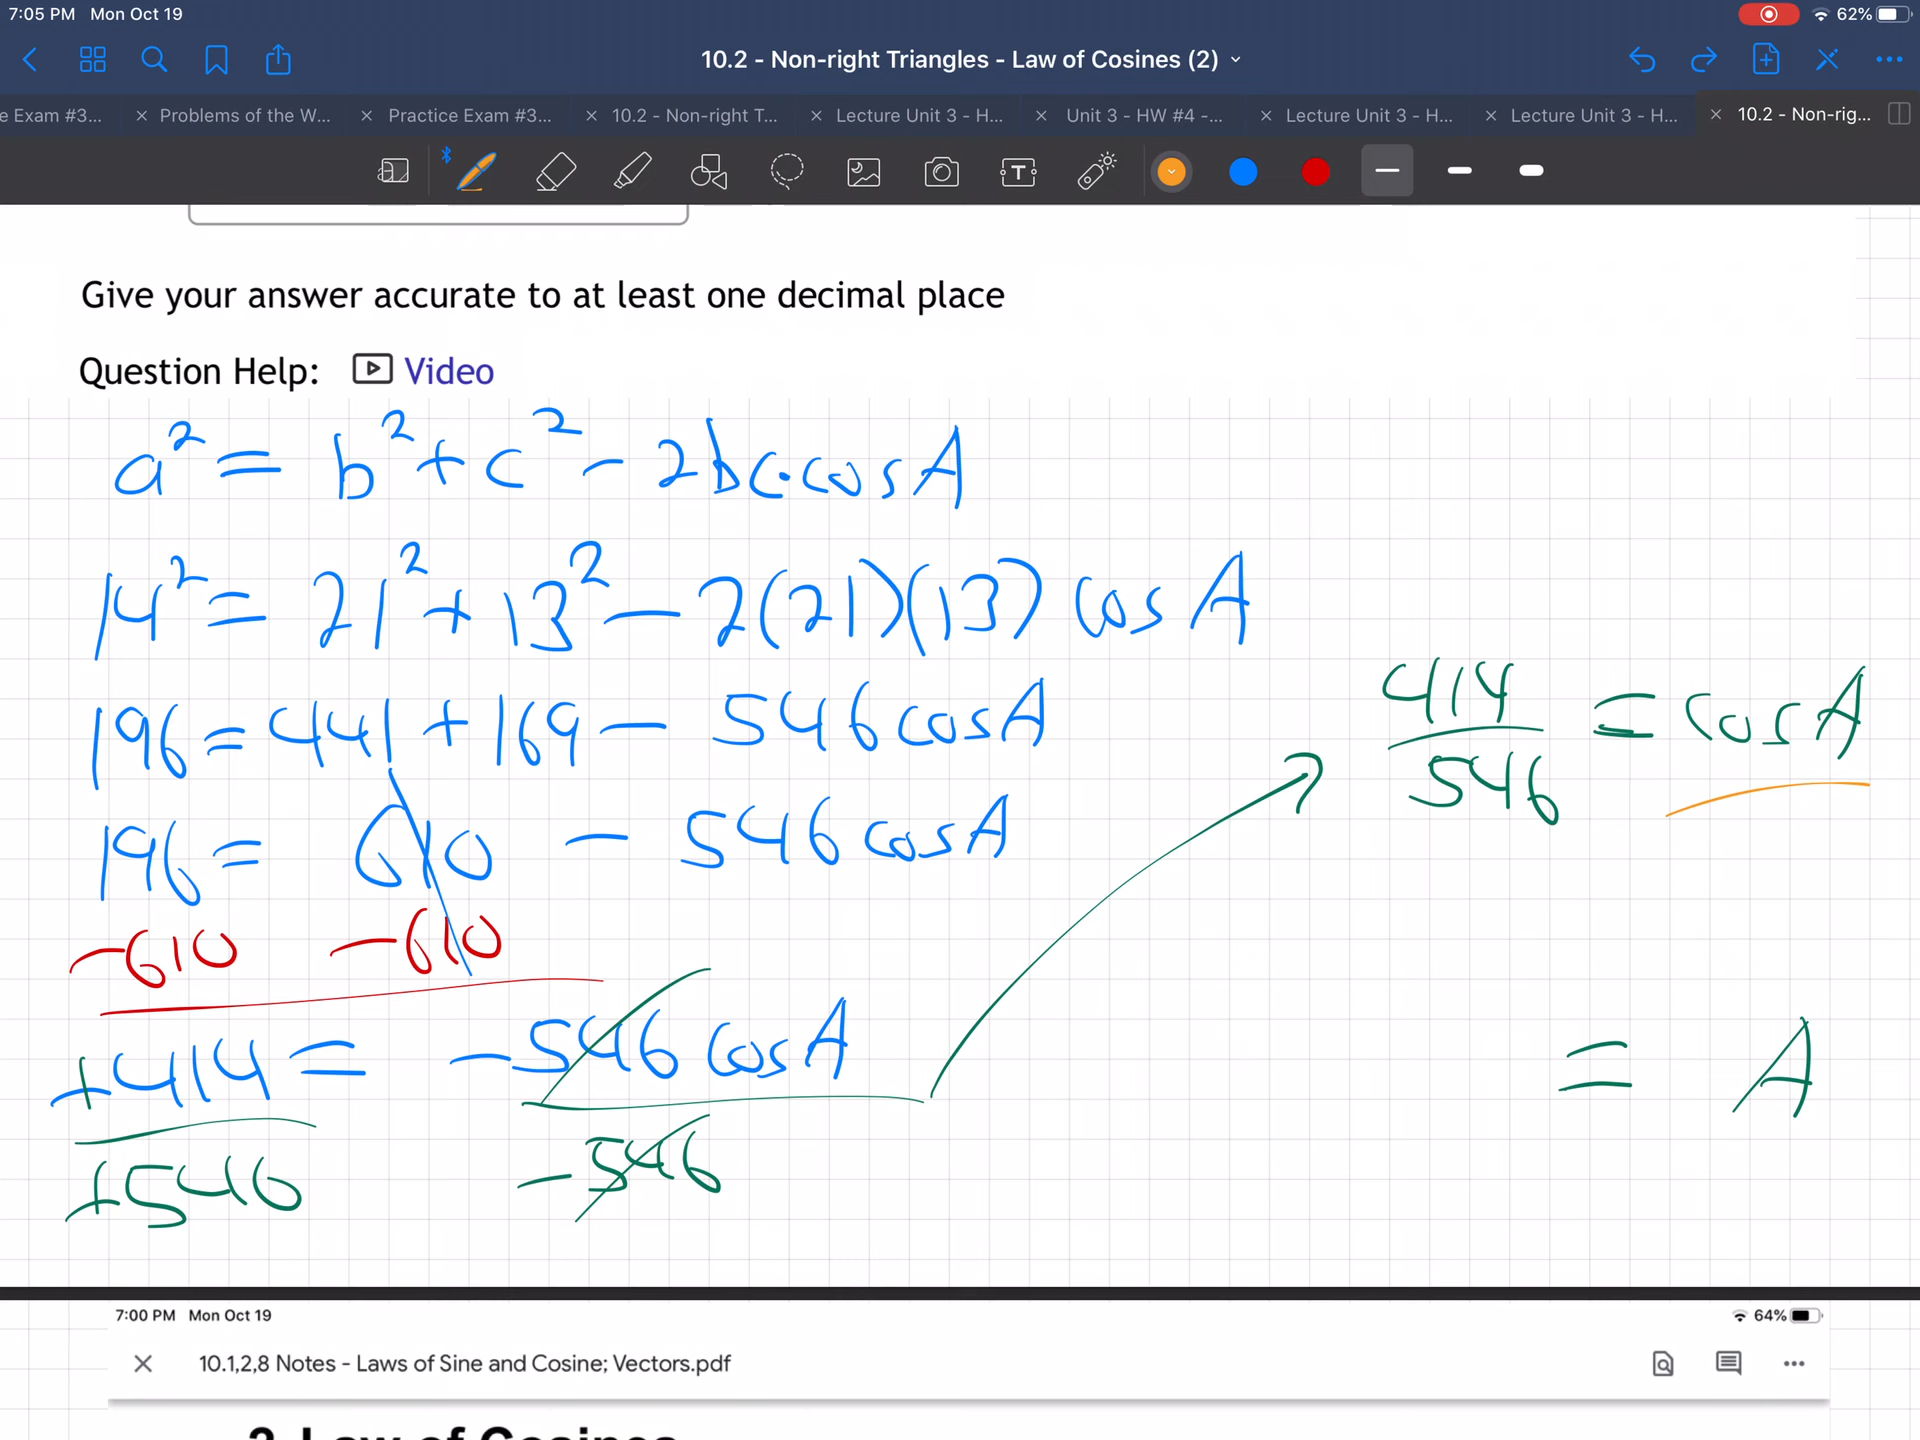 7:05 PM Mon Oct 19 62%
10.2 - Non-right Triangles - Law of Cosines (2)
e Exam #3... × Problems of the W... × Practice Exam #3... × 10.2 - Non-right T... × Lecture Unit 3 - H... × Unit 3 - HW #4 -... × Lecture Unit 3 - H... × Lecture Unit 3 - H... × 10.2 - Non-rig...
T
Give your answer accurate to at least one decimal place
Question Help: Video
a² = b² + c² - 2bc·cosA
14² = 21² + 13² - 2(21)(13) cos A
196 = 441 + 169 - 546 cosA
196 = 610 - 546 cosA
-610 -610
+414 = -546 cosA
+546 -546
414 = cosA
546
= A
7:00 PM Mon Oct 19 64%
10.1,2,8 Notes - Laws of Sine and Cosine; Vectors.pdf
2. Law of Cosines